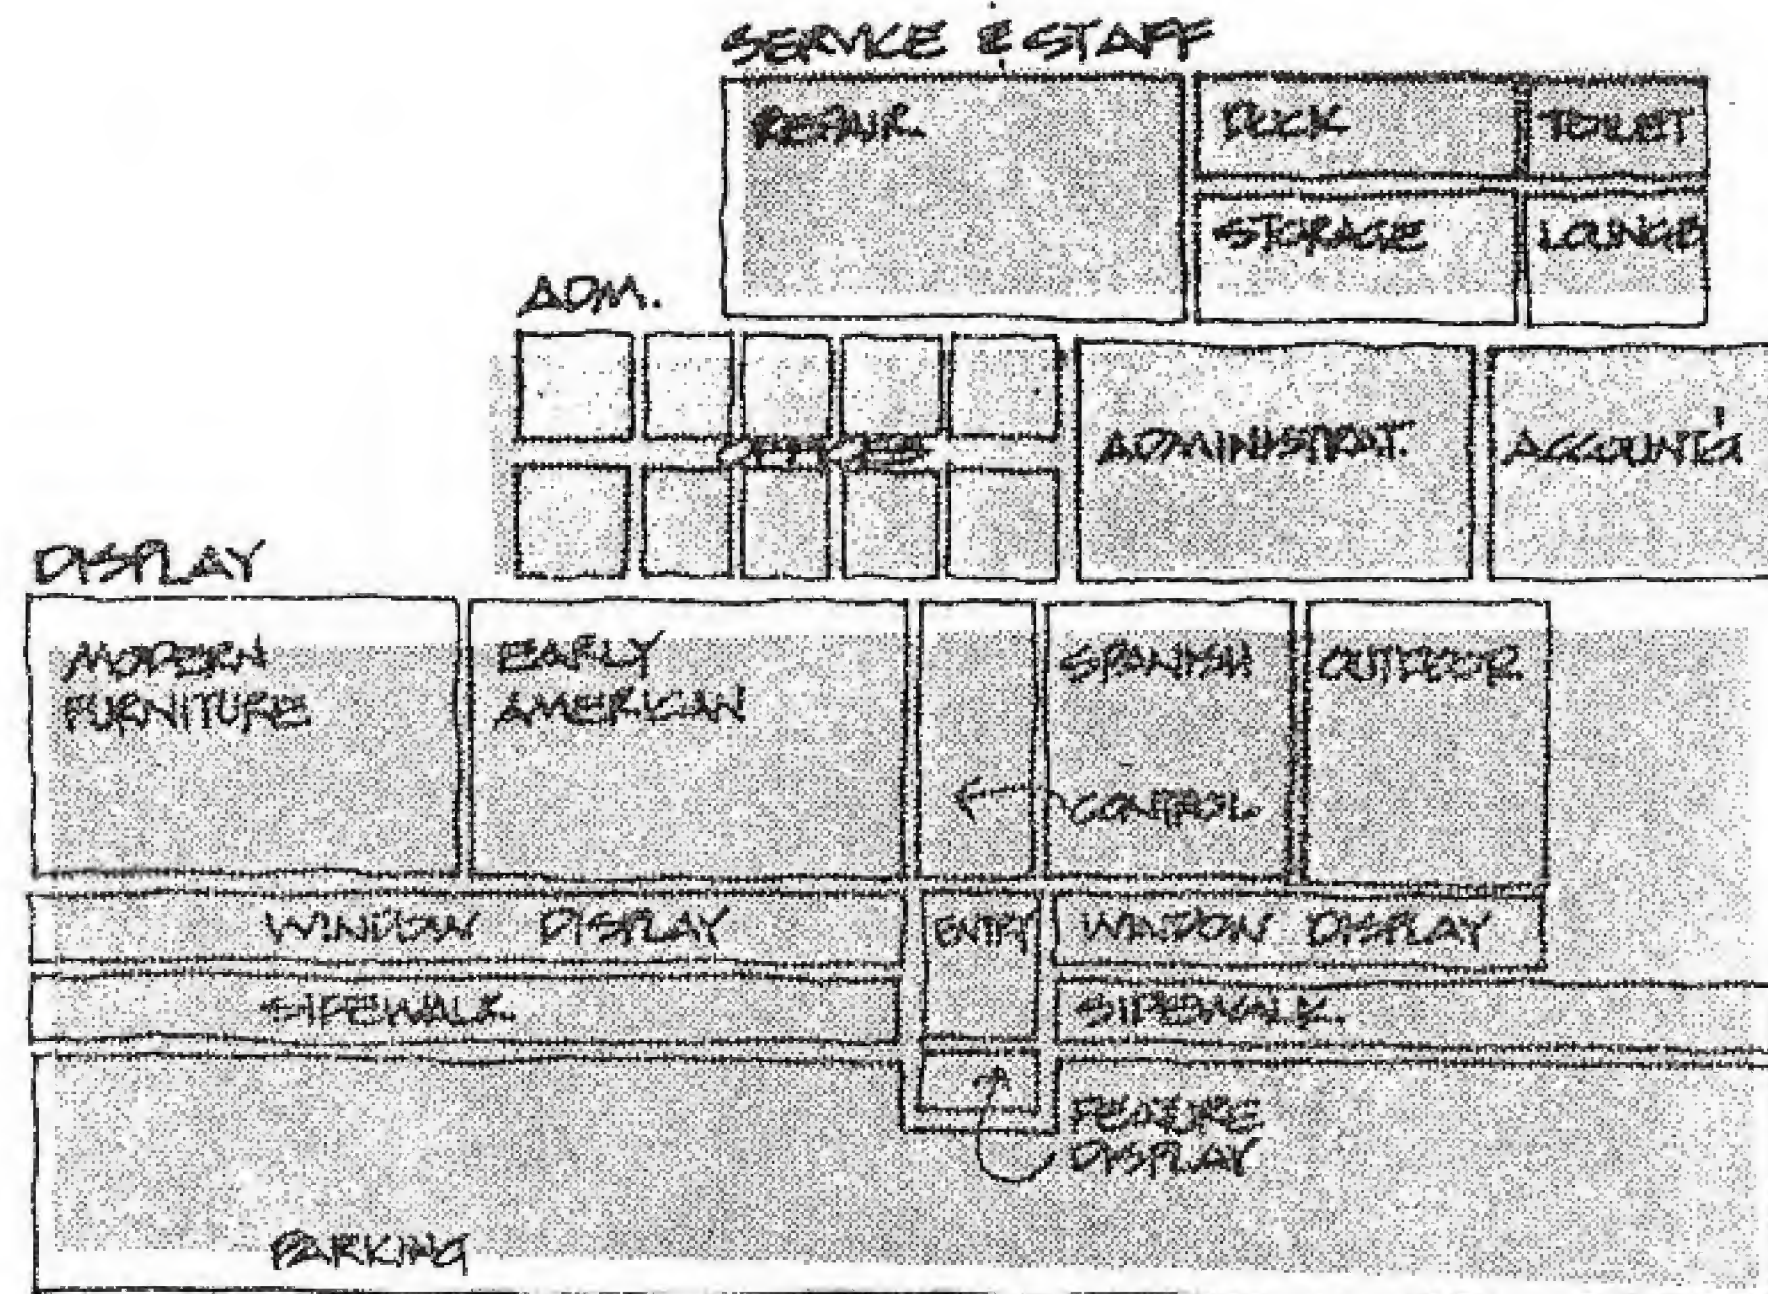 SERVICE & STAFF
REPAIR
DOCK
TOILET
STORAGE
LOUNGE
ADM.
OFFICES
ADMINISTRAT.
ACCOUNT'G
DISPLAY
MODERN
FURNITURE
EARLY
AMERICAN
SPANISH
OUTDOOR
CONTROL
WINDOW DISPLAY
ENTRY
WINDOW DISPLAY
SIDEWALK
SIDEWALK
FEATURE
DISPLAY
PARKING